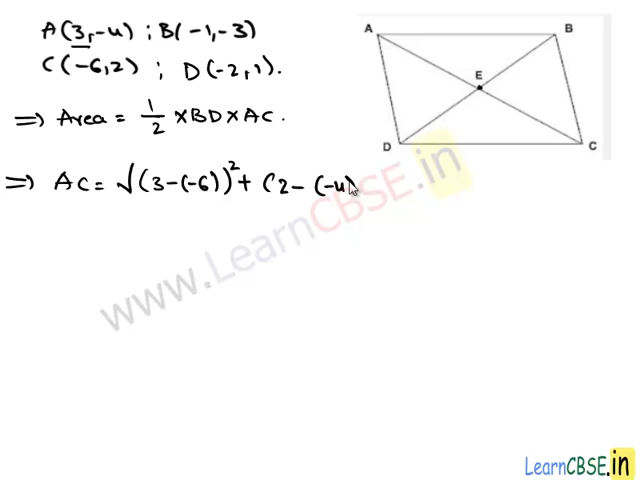 A(3,-4) ; B(-1,-3)
C(-6,2) ; D(-2,1).
⇒ Area = 1/2 × BD × AC.
⇒ AC = √(3-(-6))² + (2-(-4)
A
B
E
D
C
www.LearnCBSE.in
LearnCBSE.in